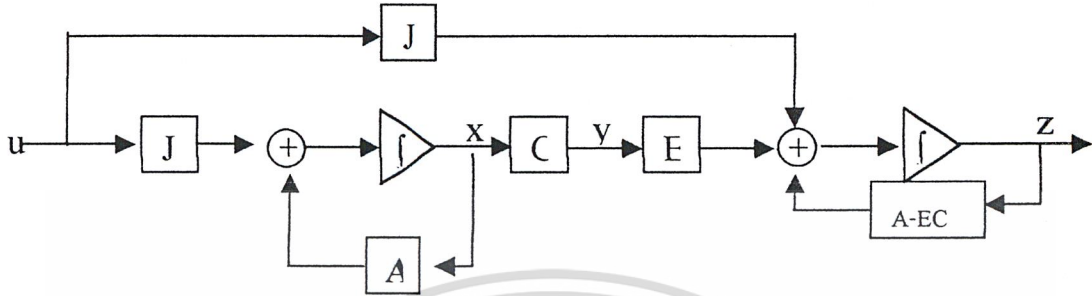 J
u J + ∫ x C y E + ∫ z
A-EC
A